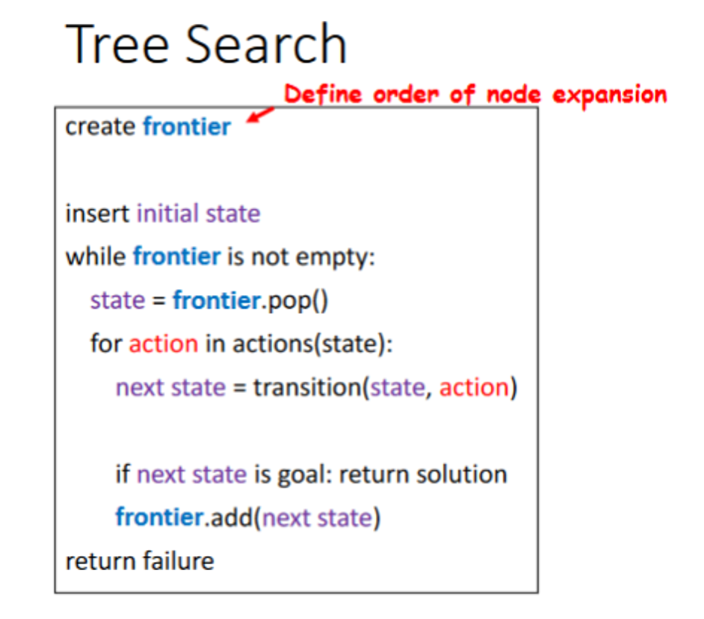 Tree Search
Define order of node expansion
create frontier
insert initial state
while frontier is not empty:
state = frontier.pop()
for action in actions(state):
next state = transition(state, action)
if next state is goal: return solution
frontier.add(next state)
return failure